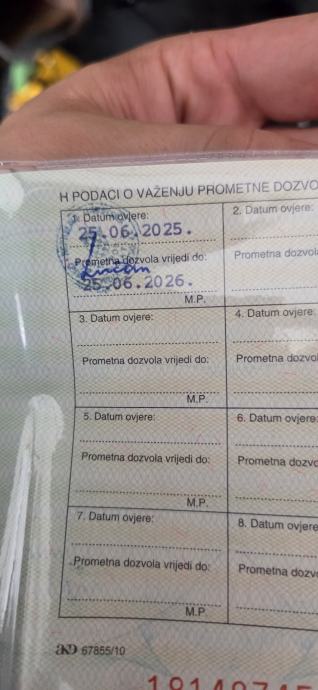 H PODACI O VAŽENJU PROMETNE DOZVO
1. Datum ovjere:
25.06.2025.
Prometna dozvola vrijedi do:
25.06.2026.
M.P.
2. Datum ovjere:
Prometna dozvola
3. Datum ovjere:
Prometna dozvola vrijedi do:
M.P.
4. Datum ovjere:
Prometna dozvo
5. Datum ovjere:
Prometna dozvola vrijedi do:
M.P.
6. Datum ovjere:
Prometna dozvo
7. Datum ovjere:
Prometna dozvola vrijedi do:
M.P.
8. Datum ovjere
Prometna dozvo
AKD 67855/10